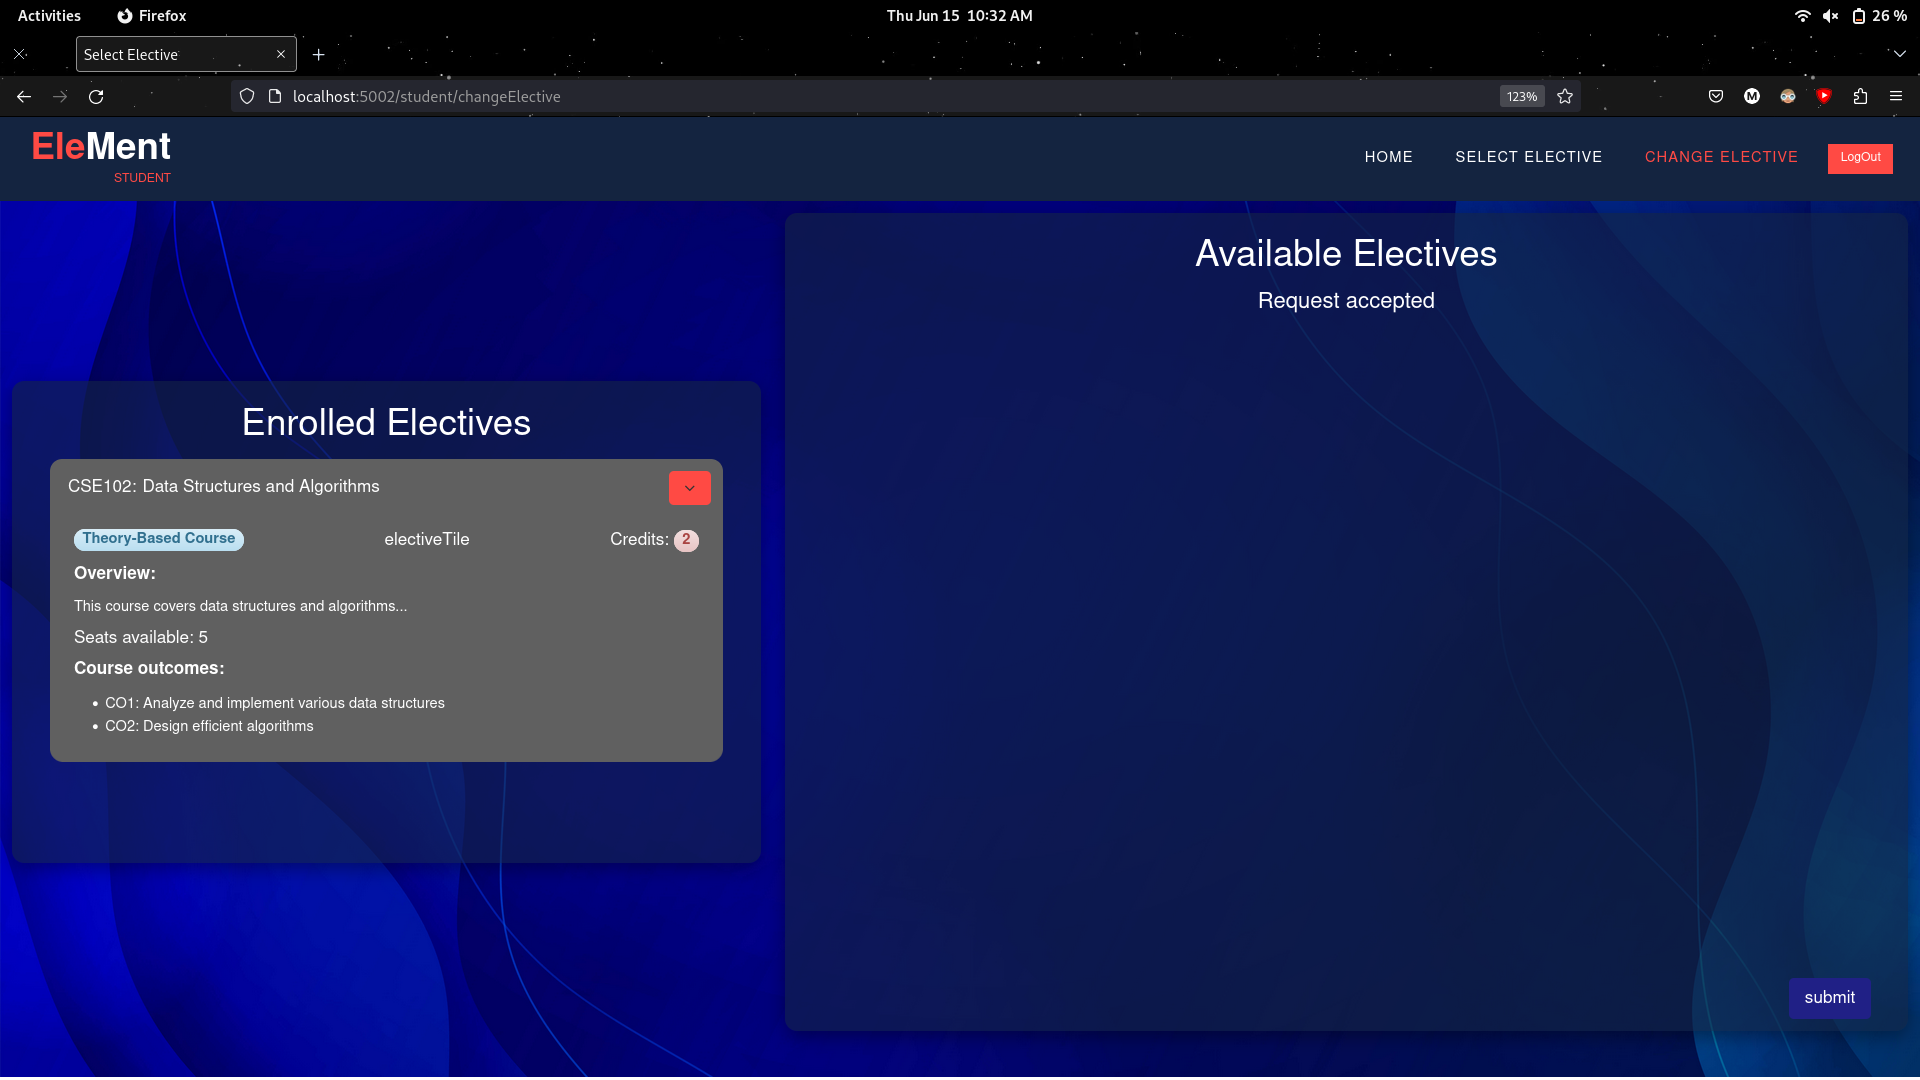 Activities Firefox Thu Jun 15 10:32 AM 26 %
Select Elective
localhost:5002/student/changeElective 123%
EleMent
STUDENT
HOME SELECT ELECTIVE CHANGE ELECTIVE LogOut
Enrolled Electives
CSE102: Data Structures and Algorithms
Theory-Based Course electiveTile Credits: 2
Overview:
This course covers data structures and algorithms...
Seats available: 5
Course outcomes:
• CO1: Analyze and implement various data structures
• CO2: Design efficient algorithms
Available Electives
Request accepted
submit